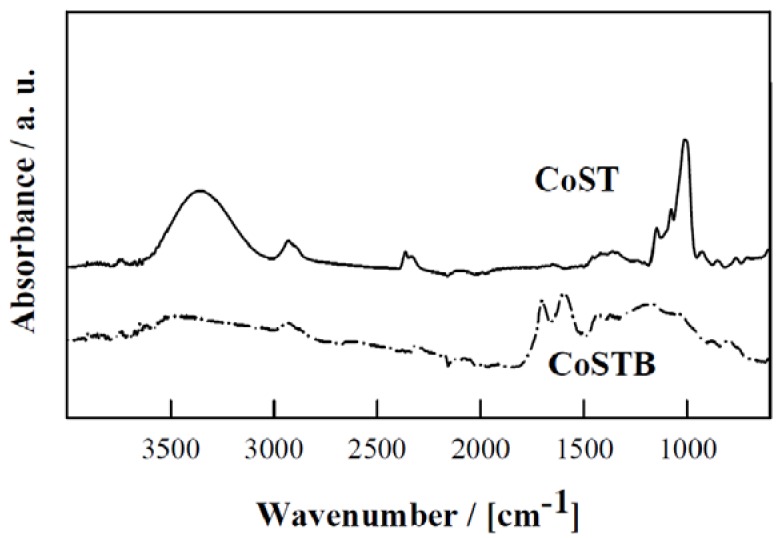 Absorbance / a. u.
CoST
CoSTB
3500 3000 2500 2000 1500 1000
Wavenumber / [cm-1]